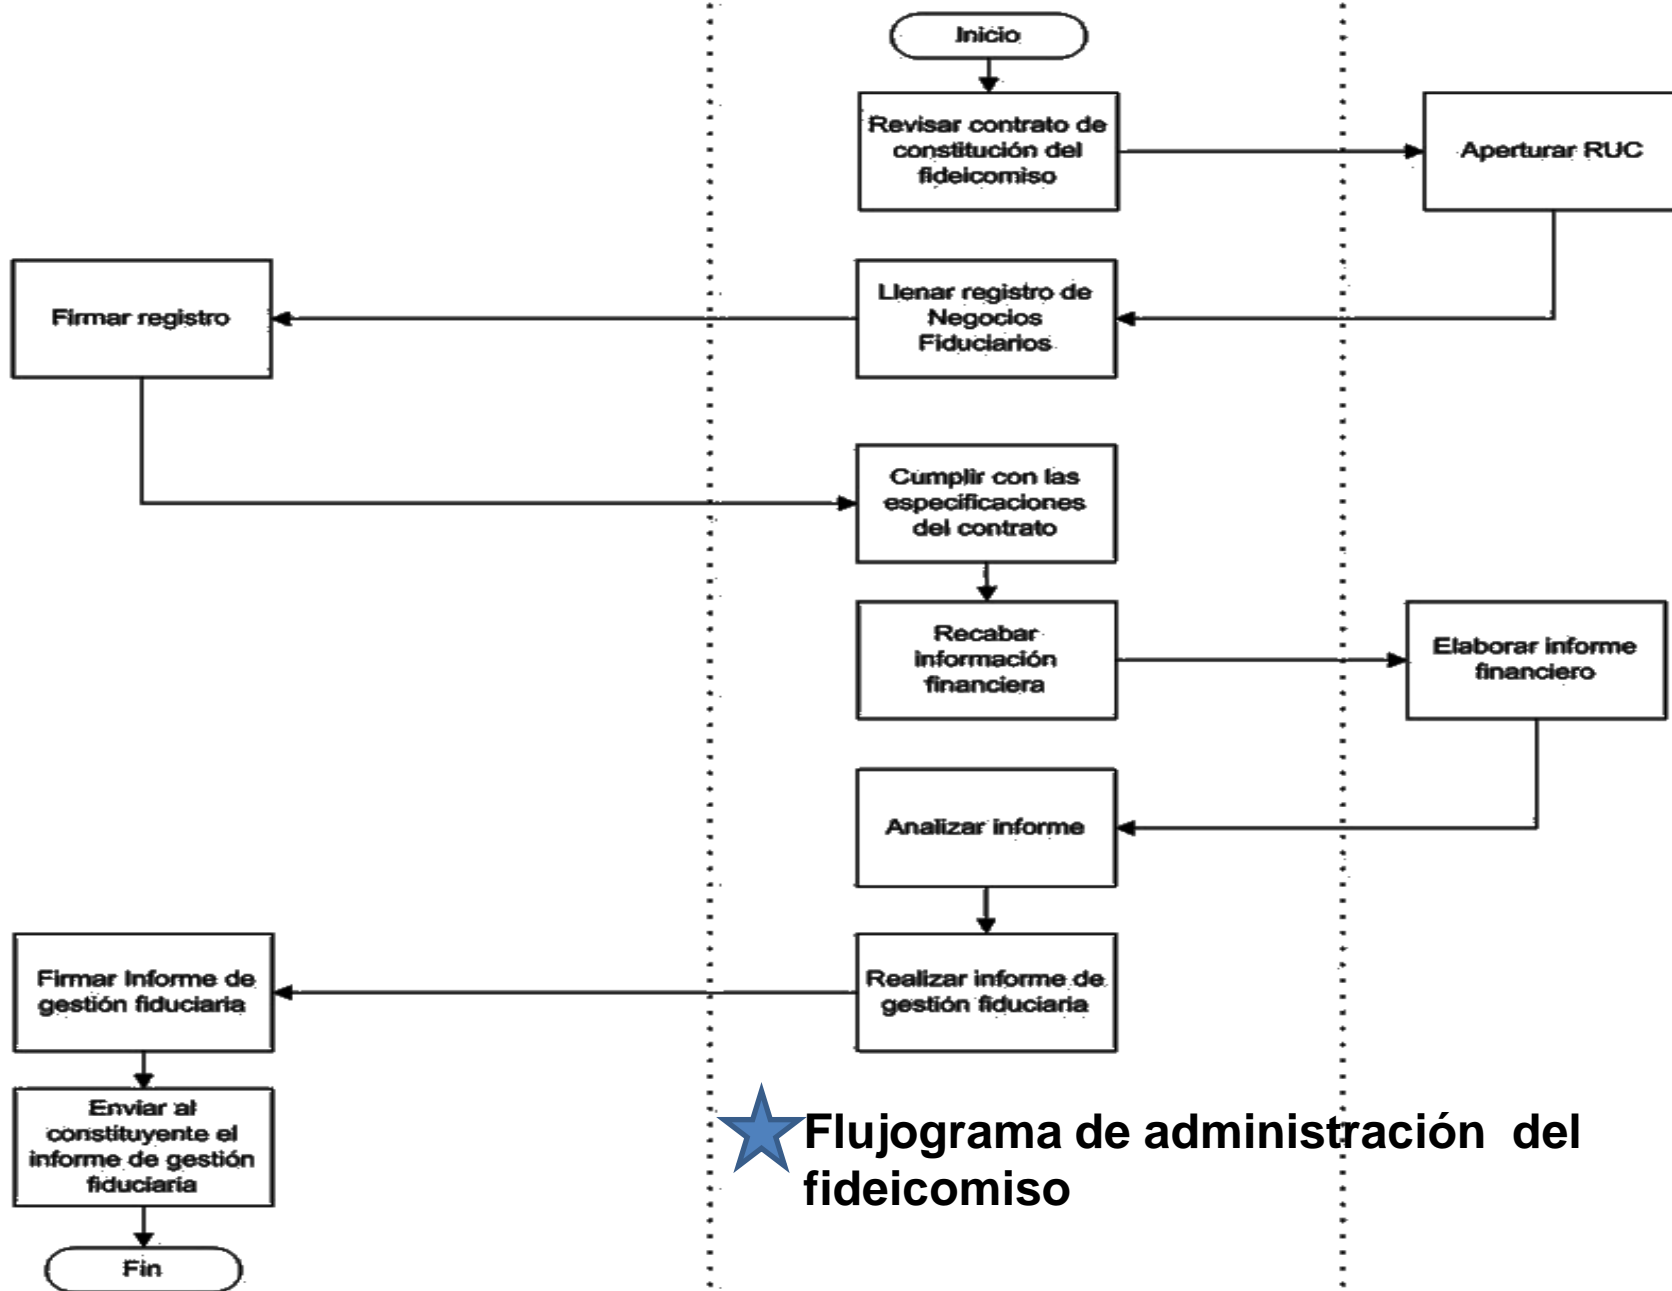 Inicio
Revisar contrato de
constitución del
fideicomiso
Aperturar RUC
Firmar registro
Llenar registro de
Negocios
Fiduciarios
Cumplir con las
especificaciones
del contrato
Recabar
información
financiera
Elaborar informe
financiero
Analizar informe
Firmar Informe de
gestión fiduciaria
Realizar informe de
gestión fiduciaria
Enviar al
constituyente el
informe de gestión
fiduciaria
Flujograma de administración del
fideicomiso
Fin